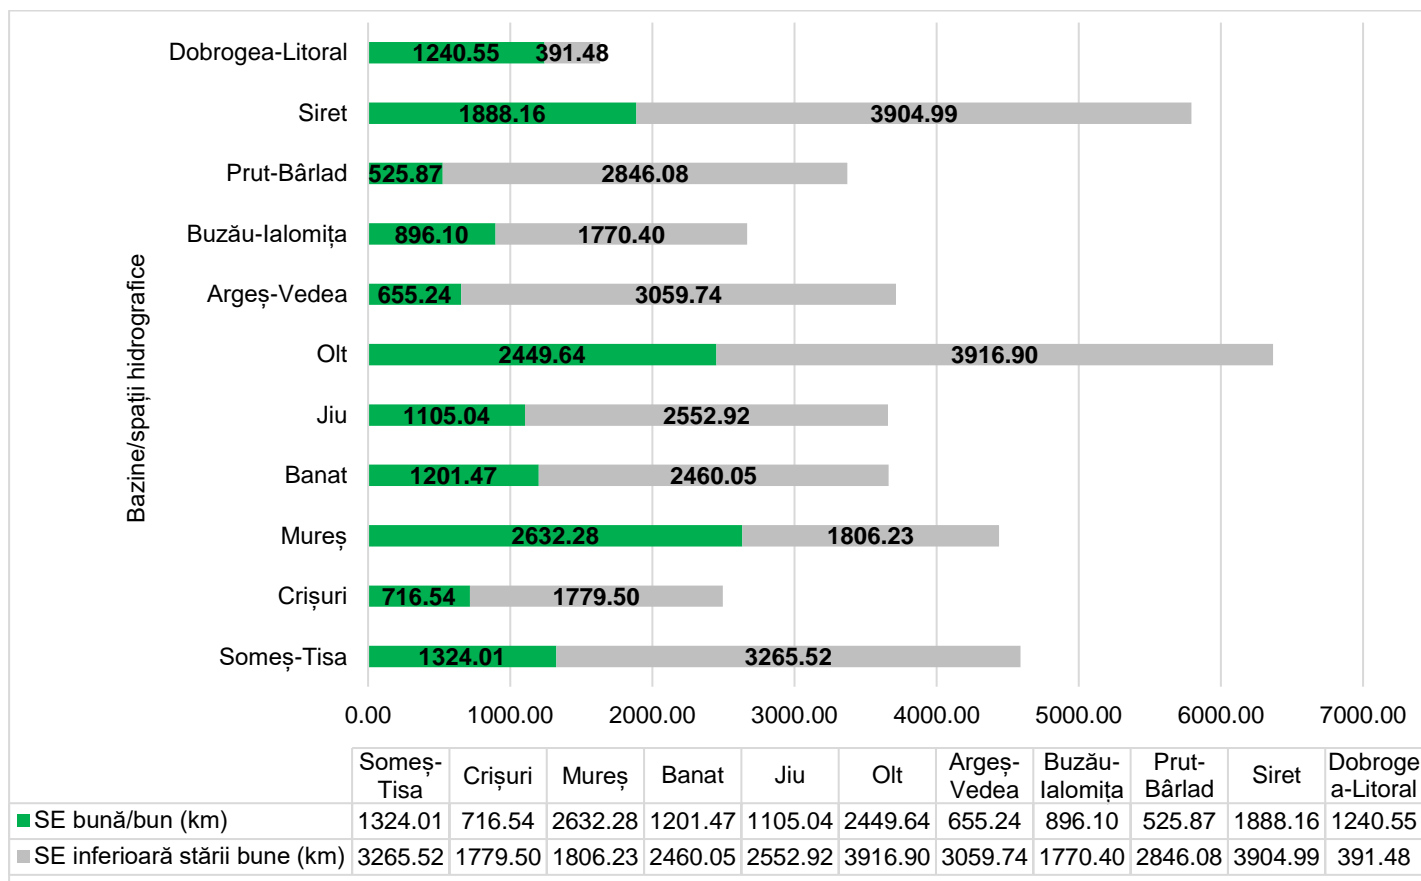 Bazine/spații hidrografice
Dobrogea-Litoral 1240.55 391.48
Siret 1888.16 3904.99
Prut-Bârlad 525.87 2846.08
Buzău-Ialomița 896.10 1770.40
Argeș-Vedea 655.24 3059.74
Olt 2449.64 3916.90
Jiu 1105.04 2552.92
Banat 1201.47 2460.05
Mureș 2632.28 1806.23
Crișuri 716.54 1779.50
Someș-Tisa 1324.01 3265.52
0.00 1000.00 2000.00 3000.00 4000.00 5000.00 6000.00 7000.00
Someș-Tisa Crișuri Mureș Banat Jiu Olt Argeș-Vedea Buzău-Ialomița Prut-Bârlad Siret Dobrogea-Litoral
SE bună/bun (km) 1324.01 716.54 2632.28 1201.47 1105.04 2449.64 655.24 896.10 525.87 1888.16 1240.55
SE inferioară stării bune (km) 3265.52 1779.50 1806.23 2460.05 2552.92 3916.90 3059.74 1770.40 2846.08 3904.99 391.48